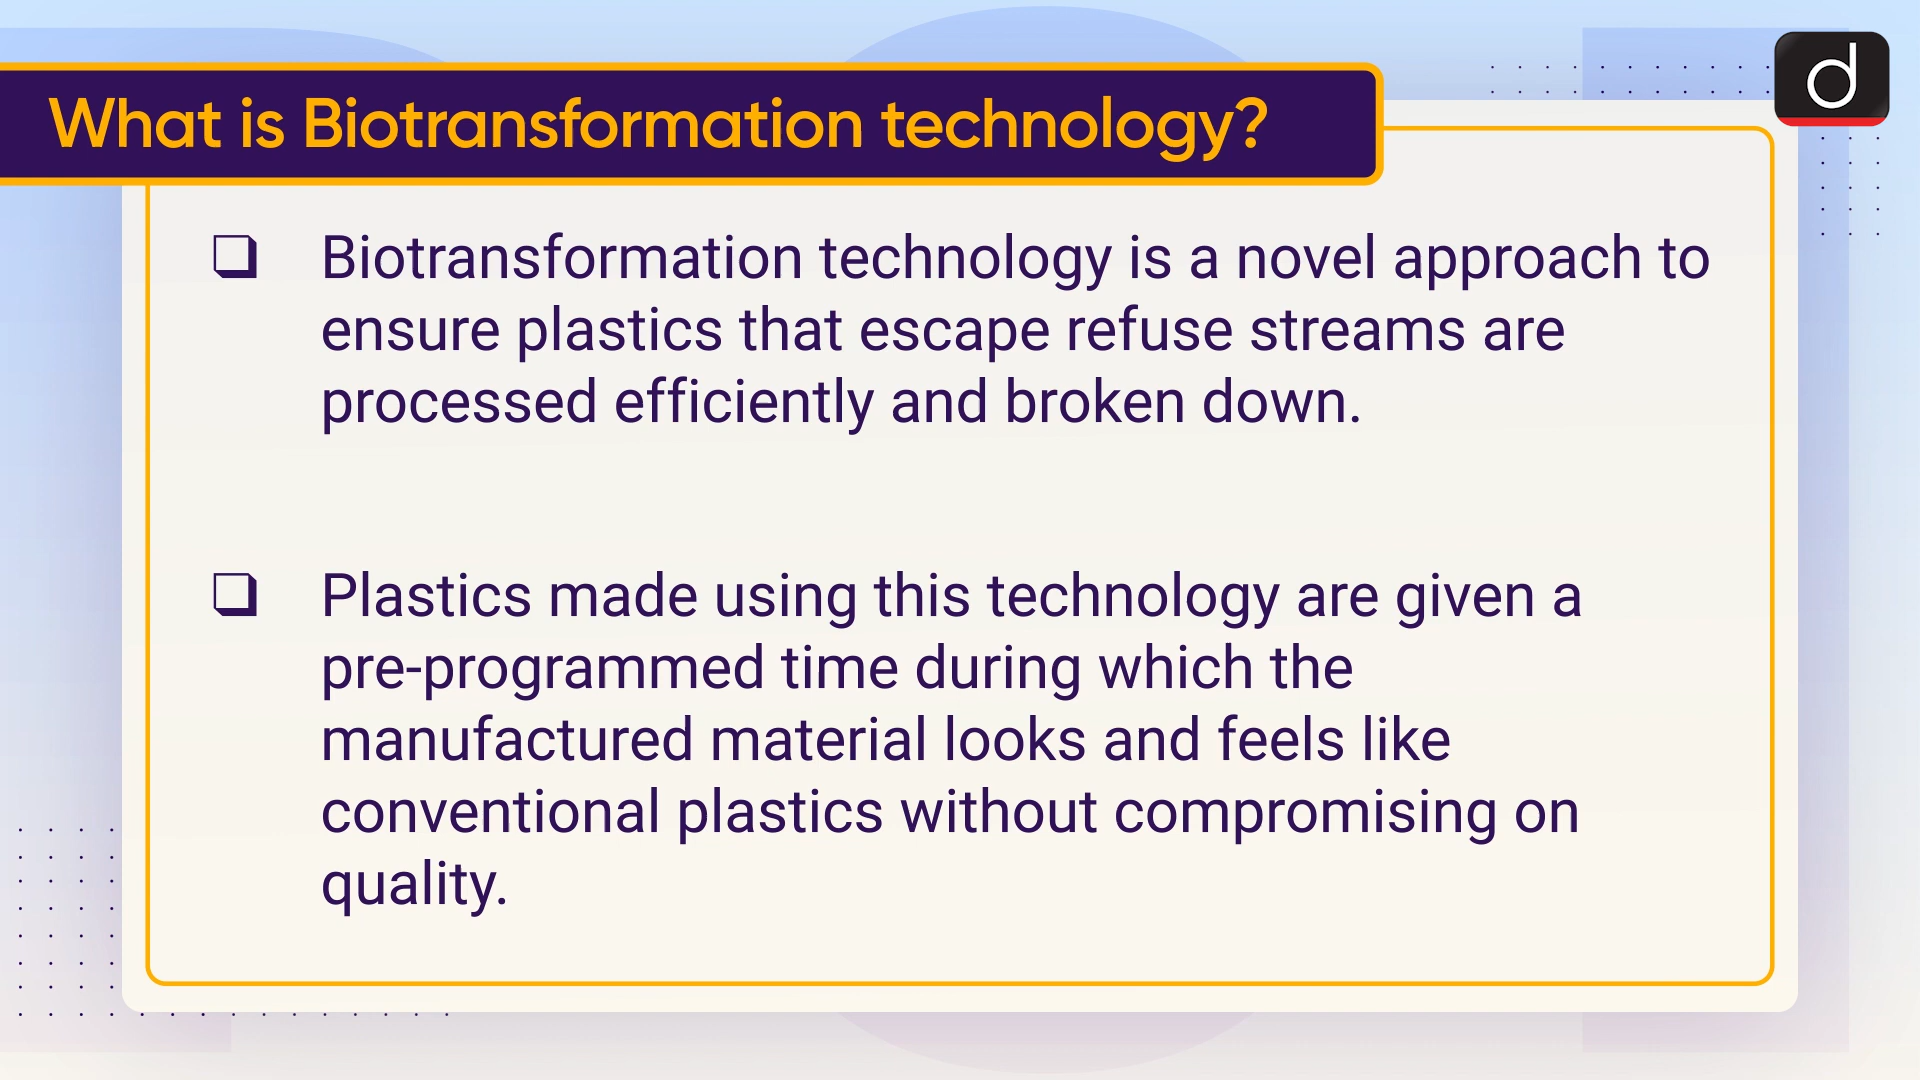 What is Biotransformation technology?
d
❑ Biotransformation technology is a novel approach to
ensure plastics that escape refuse streams are
processed efficiently and broken down.
❑ Plastics made using this technology are given a
pre-programmed time during which the
manufactured material looks and feels like
conventional plastics without compromising on
quality.